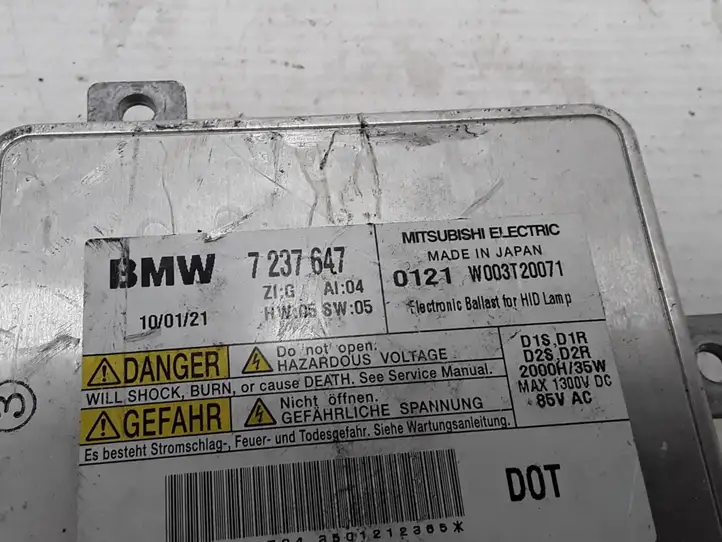 BMW 7 237 647
ZI:G AI:04
10/01/21 HW:05 SW:05
MITSUBISHI ELECTRIC
MADE IN JAPAN
0121 W003T20071
Electronic Ballast for HID Lamp
DANGER
Do not open.
HAZARDOUS VOLTAGE
WILL SHOCK, BURN, or cause DEATH. See Service Manual.
GEFAHR
Nicht öffnen.
GEFÄHRLICHE SPANNUNG
Es besteht Stromschlag-, Feuer- und Todesgefahr. Siehe Wartungsanleitung.
D1S,D1R
D2S,D2R
2000H/35W
MAX 1300V DC
85V AC
DOT
3